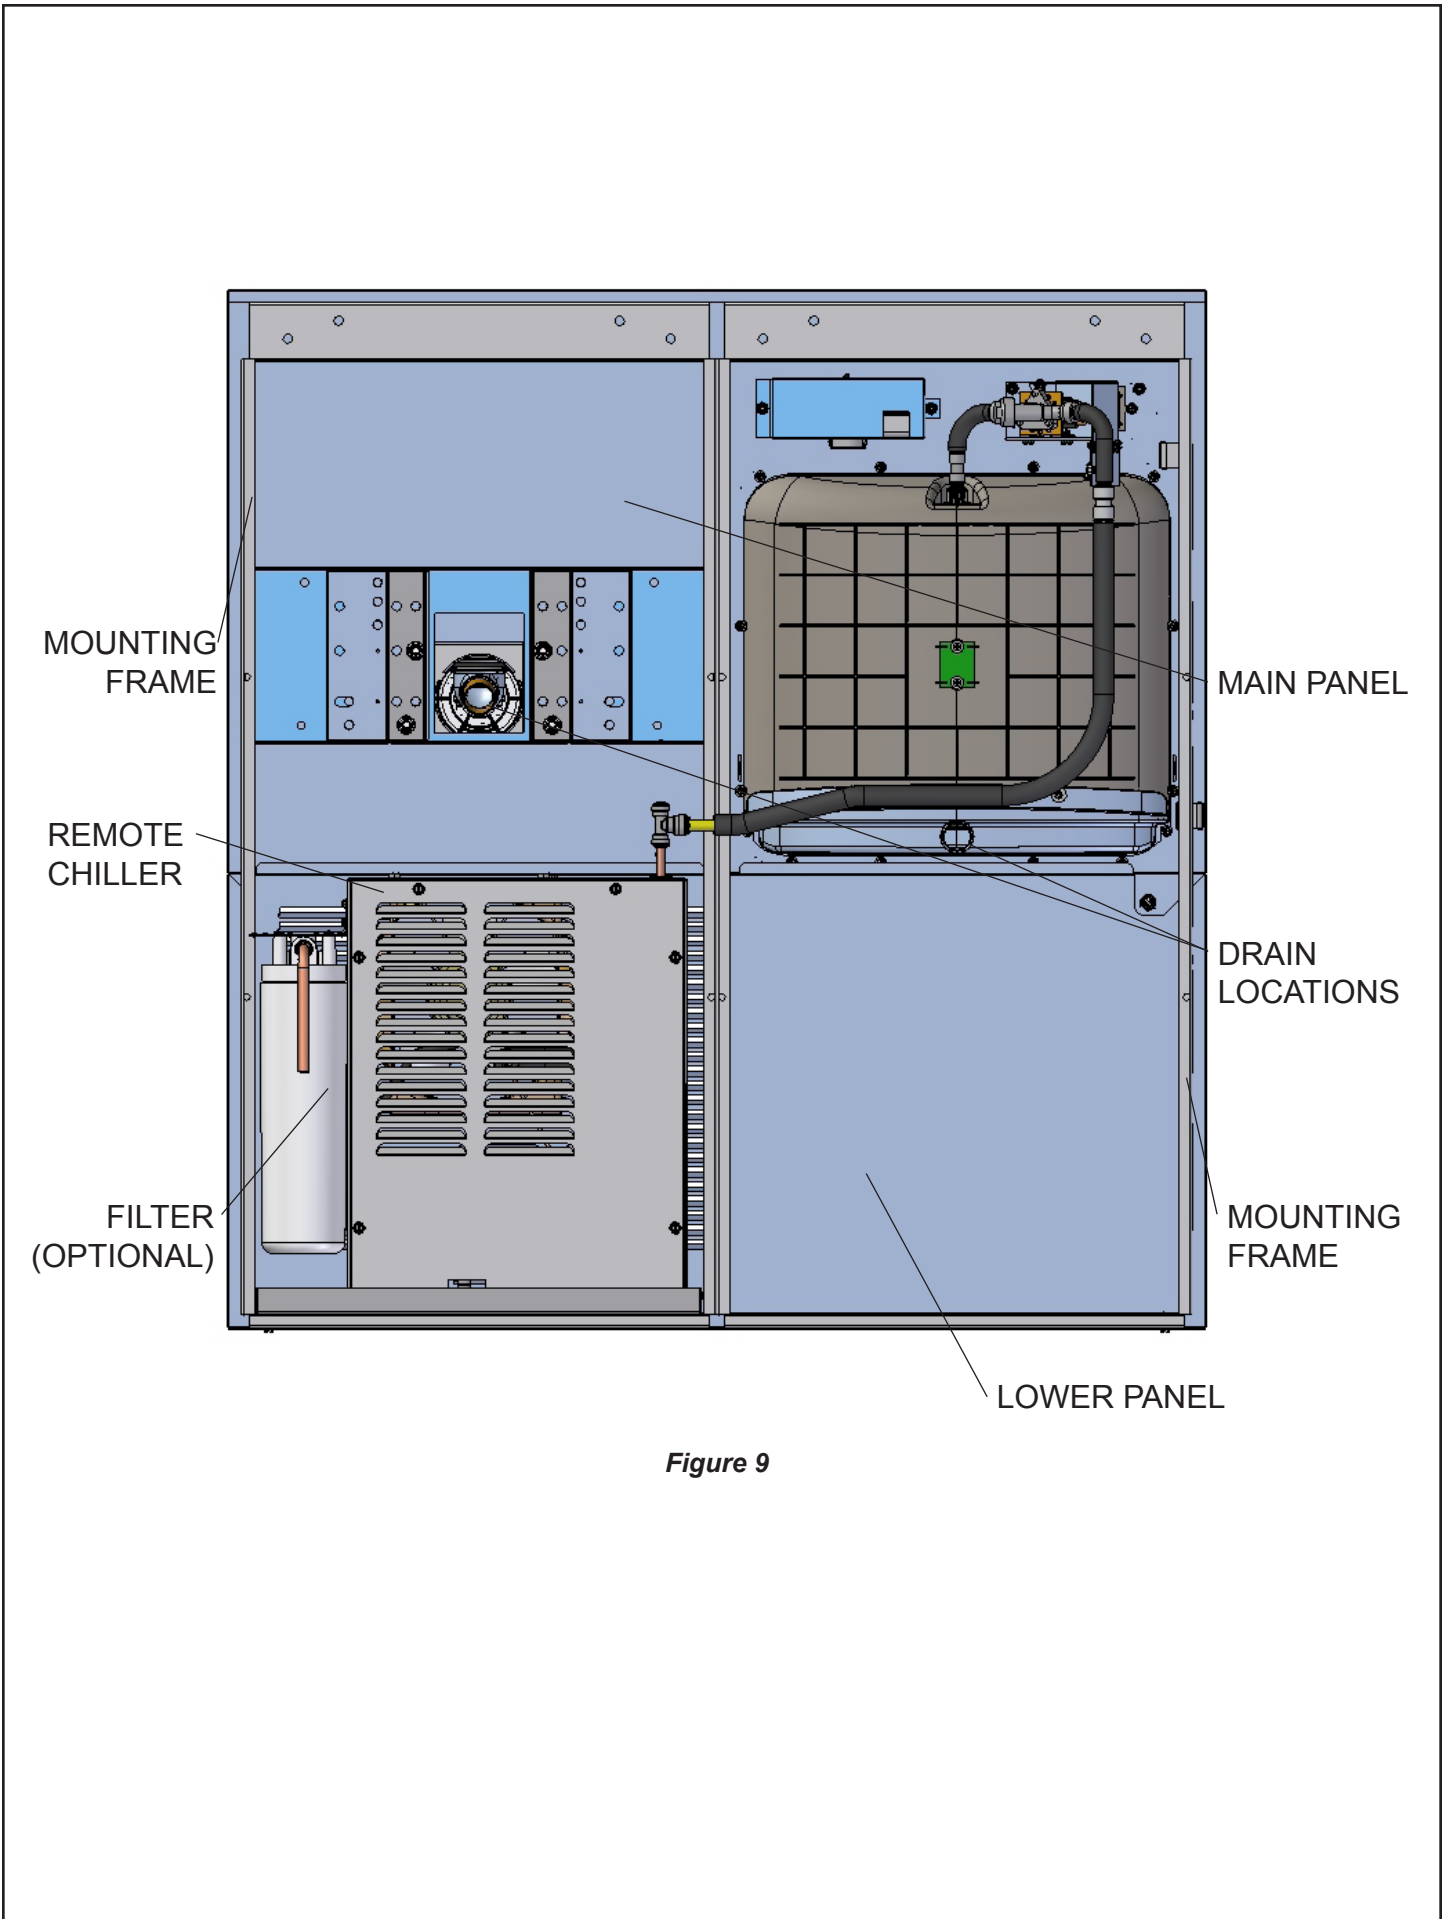 MOUNTING
FRAME
MAIN PANEL
REMOTE
CHILLER
DRAIN
LOCATIONS
FILTER
(OPTIONAL)
MOUNTING
FRAME
LOWER PANEL
Figure 9